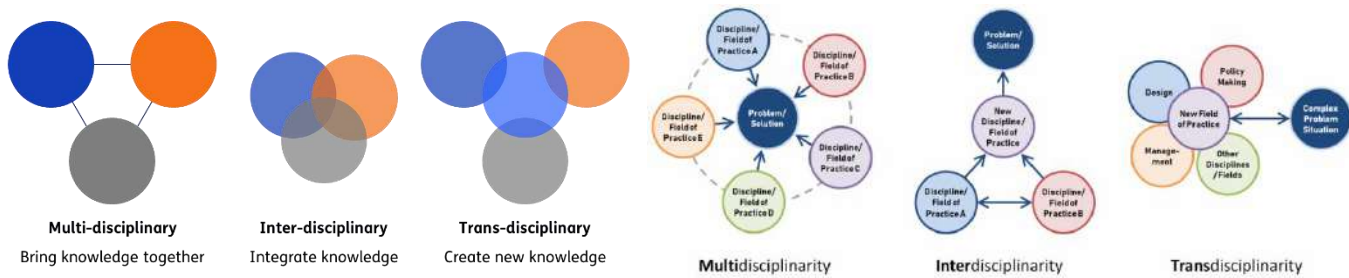 Multi-disciplinary
Bring knowledge together
Inter-disciplinary
Integrate knowledge
Trans-disciplinary
Create new knowledge
Discipline/
Field of
Practice A
Discipline/
Field of
Practice B
Discipline/
Field of
Practice E
Problem/
Solution
Discipline/
Field of
Practice C
Discipline/
Field of
Practice D
Multidisciplinarity
Problem/
Solution
New
Discipline/
Field of
Practice
Discipline/
Field of
Practice A
Discipline/
Field of
Practice B
Interdisciplinarity
Policy
Making
Design
New Field
of Practice
Complex
Problem
Situation
Manage-
ment
Other
Disciplines
/Fields
Transdisciplinarity